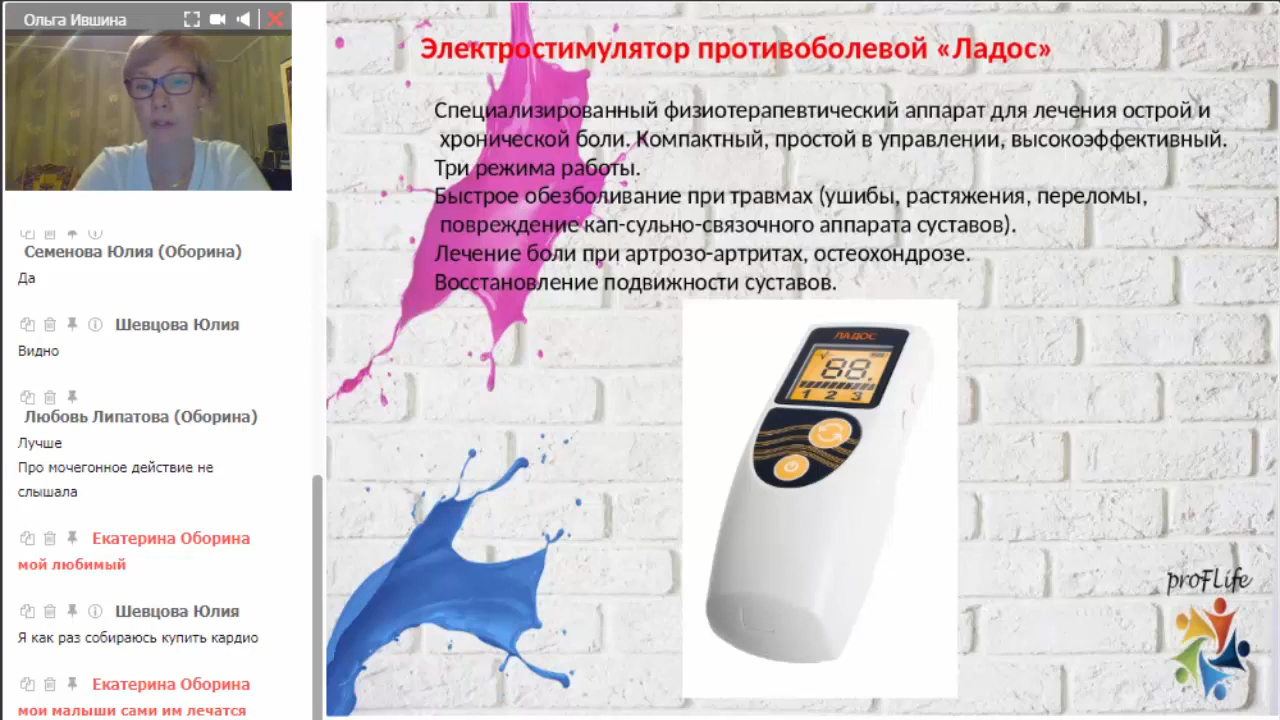 Ольга Ившина
Семенова Юлия (Оборина)
Да
Шевцова Юлия
Видно
Любовь Липатова (Оборина)
Лучше
Про мочегонное действие не
слышала
Екатерина Оборина
мой любимый
Шевцова Юлия
Я как раз собираюсь купить кардио
Екатерина Оборина
мои малыши сами им лечатся
Электростимулятор противоболевой «Ладос»
Специализированный физиотерапевтический аппарат для лечения острой и
хронической боли. Компактный, простой в управлении, высокоэффективный.
Три режима работы.
Быстрое обезболивание при травмах (ушибы, растяжения, переломы,
повреждение кап-сульно-связочного аппарата суставов).
Лечение боли при артрозо-артритах, остеохондрозе.
Восстановление подвижности суставов.
ЛАДОС
88.
1 2 3
proFLife